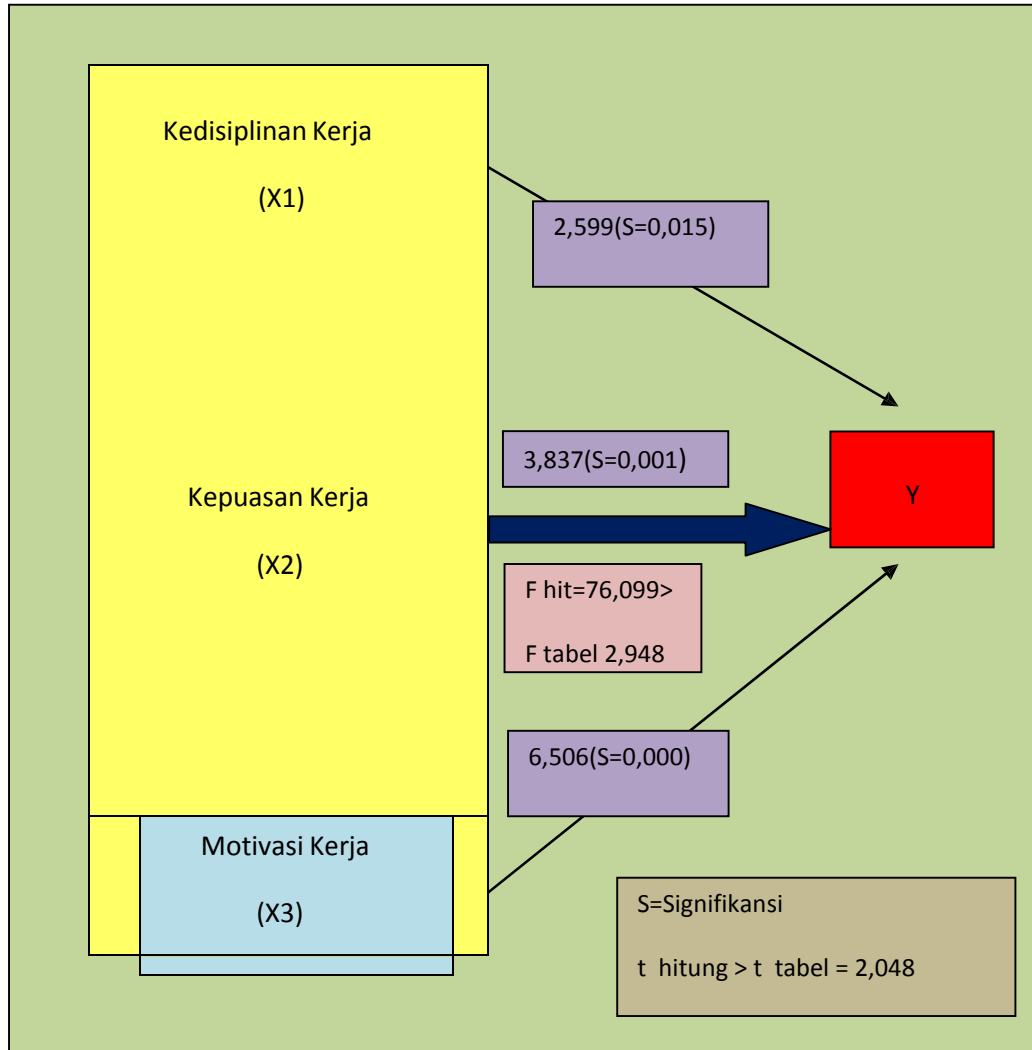 Kedisiplinan Kerja
(X1)
2,599(S=0,015)
3,837(S=0,001)
Kepuasan Kerja
(X2)
Y
F hit=76,099>
F tabel 2,948
6,506(S=0,000)
Motivasi Kerja
(X3)
S=Signifikansi
t hitung > t tabel = 2,048